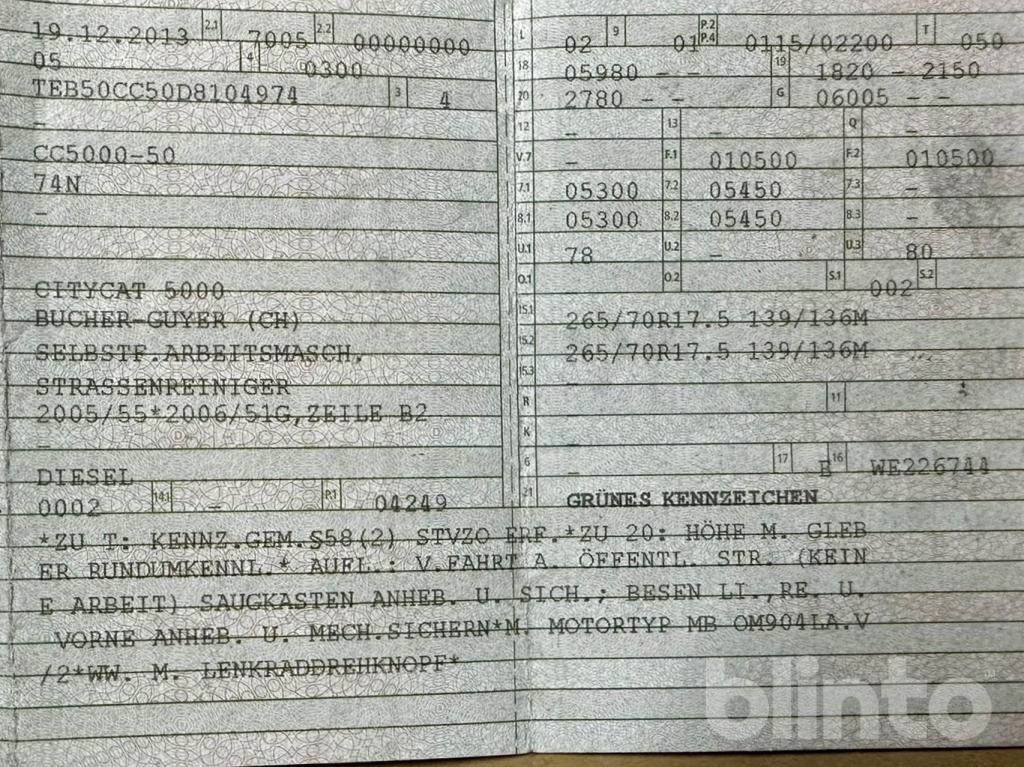 19.12.2013 2.1 7005 2.2 00000000
05 4 0300
TEB50CC50D8104974 3 4
-
CC5000-50
74N
-
CITYCAT 5000
BUCHER-GUYER (CH)
SELBSTF.ARBEITSMASCH.
STRASSENREINIGER
2005/55*2006/51G,ZEILE B2
-
DIESEL
0002 14.1 - P.1 04249
L 02 9 01 P.2 P.4 0115/02200 T 050
18 05980 - - 19 1820 - 2150
20 2780 - - G 06005 - -
12 - 13 - Q -
V.7 - F.1 010500 F.2 010500
7.1 05300 7.2 05450 7.3 -
8.1 05300 8.2 05450 8.3 -
U.1 78 U.2 - U.3 80
O.1 O.2 S.1 002 S.2
15.1 265/70R17.5 139/136M
15.2 265/70R17.5 139/136M
15.3 -
R 11
K -
6 - 17 E 16 WE226744
21 GRÜNES KENNZEICHEN
*ZU T: KENNZ.GEM.§58(2) STVZO ERF.*ZU 20: HÖHE M. GLEB
ER RUNDUMKENNL.* AUFL.: V.FAHRT A. ÖFFENTL. STR. (KEIN
E ARBEIT) SAUGKASTEN ANHEB. U. SICH.; BESEN LI.,RE. U.
VORNE ANHEB. U. MECH.SICHERN*M. MOTORTYP MB OM904LA.V
/2*WW. M. LENKRADDREHKNOPF*
blinto